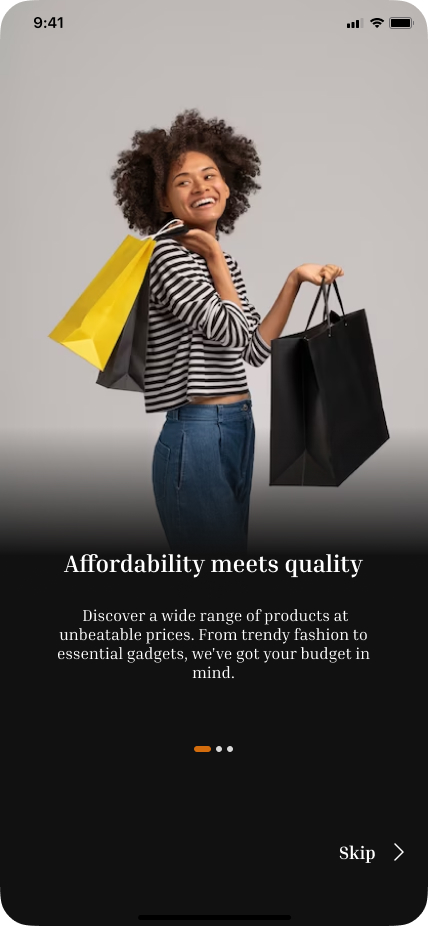 9:41
Affordability meets quality
Discover a wide range of products at
unbeatable prices. From trendy fashion to
essential gadgets, we've got your budget in
mind.
Skip